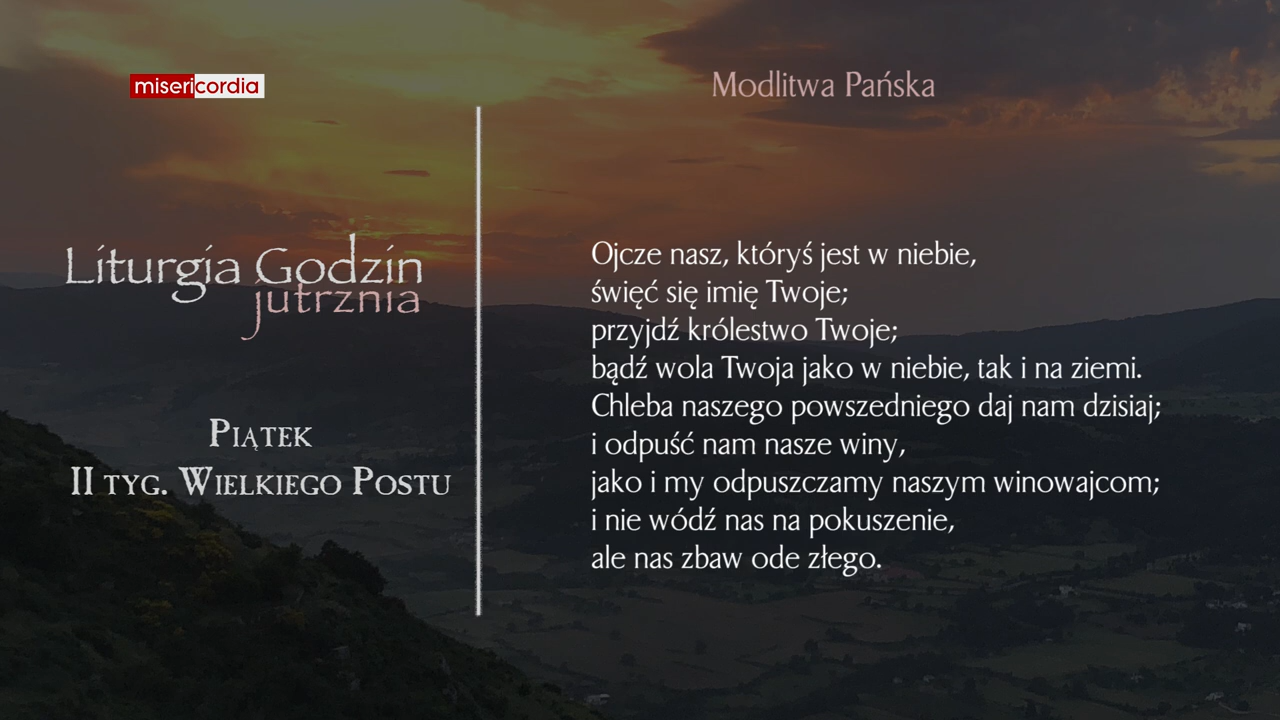 misericordia
Liturgia Godzin
jutrznia
Piątek
II tyg. Wielkiego Postu
Modlitwa Pańska
Ojcze nasz, któryś jest w niebie,
święć się imię Twoje;
przyjdź królestwo Twoje;
bądź wola Twoja jako w niebie, tak i na ziemi.
Chleba naszego powszedniego daj nam dzisiaj;
i odpuść nam nasze winy,
jako i my odpuszczamy naszym winowajcom;
i nie wódź nas na pokuszenie,
ale nas zbaw ode złego.